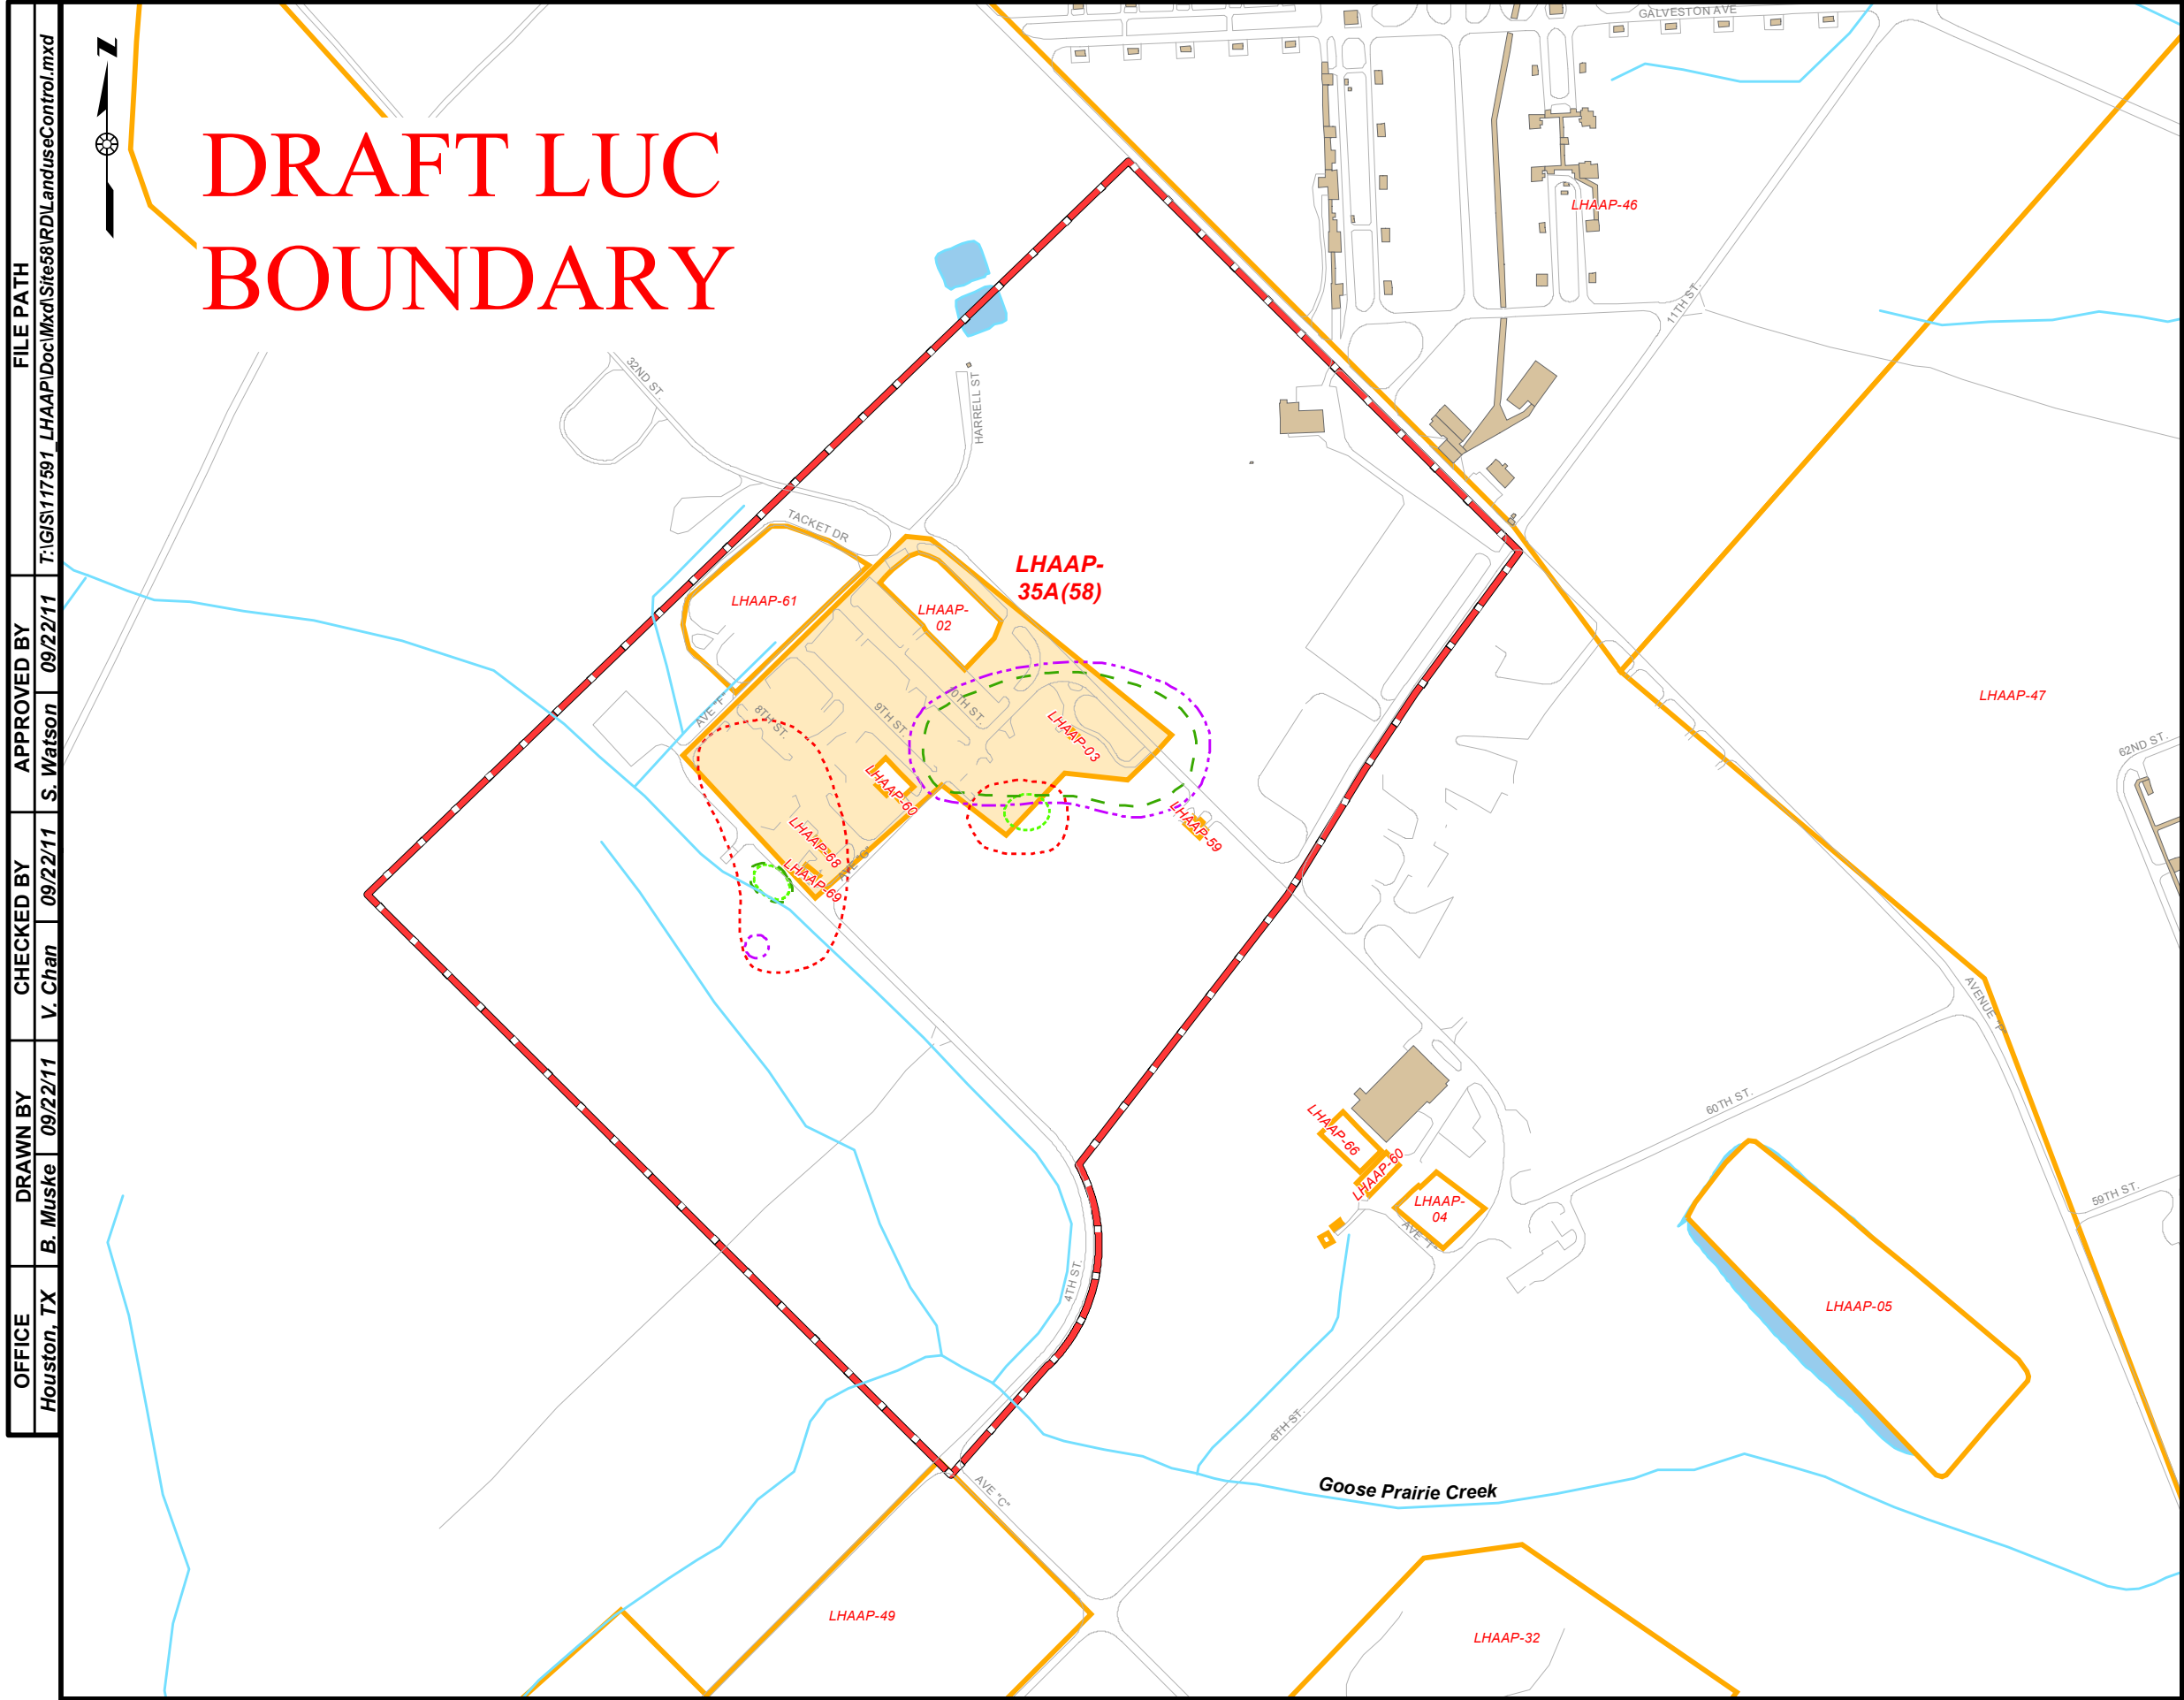 DRAFT LUC
BOUNDARY
N
FILE PATH
T:\GIS\117591_LHAAP\Doc\Mxd\Site58\RD\LanduseControl.mxd
APPROVED BY
S. Watson 09/22/11
CHECKED BY
V. Chan 09/22/11
DRAWN BY
B. Muske 09/22/11
OFFICE
Houston, TX
GALVESTON AVE
LHAAP-46
11TH ST.
32ND ST.
HARRELL ST
TACKET DR
LHAAP-
35A(58)
LHAAP-61
LHAAP-
02
LHAAP-47
62ND ST.
AVE "F"
8TH ST.
9TH ST.
10TH ST.
LHAAP-03
LHAAP-60
LHAAP-68
LHAAP-69
AVE "G"
LHAAP-59
AVENUE "P"
60TH ST.
59TH ST.
LHAAP-66
LHAAP-60
LHAAP-
04
AVE "T"
4TH ST.
LHAAP-05
6TH ST.
AVE "C"
Goose Prairie Creek
LHAAP-49
LHAAP-32